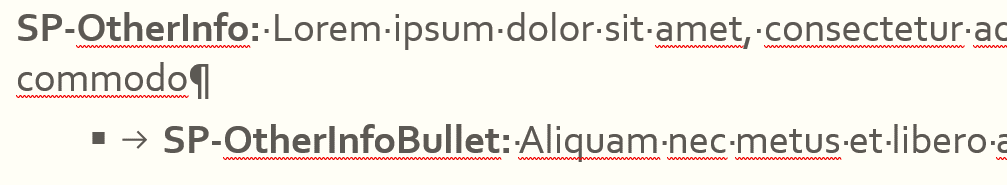 SP-OtherInfo: Lorem ipsum dolor sit amet, consectetur
commodo¶
■ → SP-OtherInfoBullet: Aliquam nec metus et libero